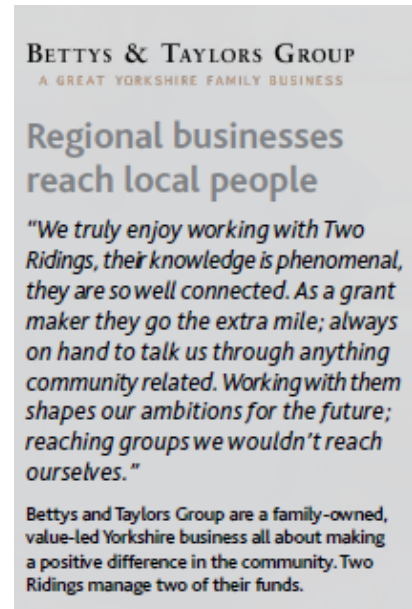 BETTYS & TAYLORS GROUP
A GREAT YORKSHIRE FAMILY BUSINESS
Regional businesses
reach local people
"We truly enjoy working with Two
Ridings, their knowledge is phenomenal,
they are so well connected. As a grant
maker they go the extra mile; always
on hand to talk us through anything
community related. Working with them
shapes our ambitions for the future;
reaching groups we wouldn't reach
ourselves."
Bettys and Taylors Group are a family-owned,
value-led Yorkshire business all about making
a positive difference in the community. Two
Ridings manage two of their funds.